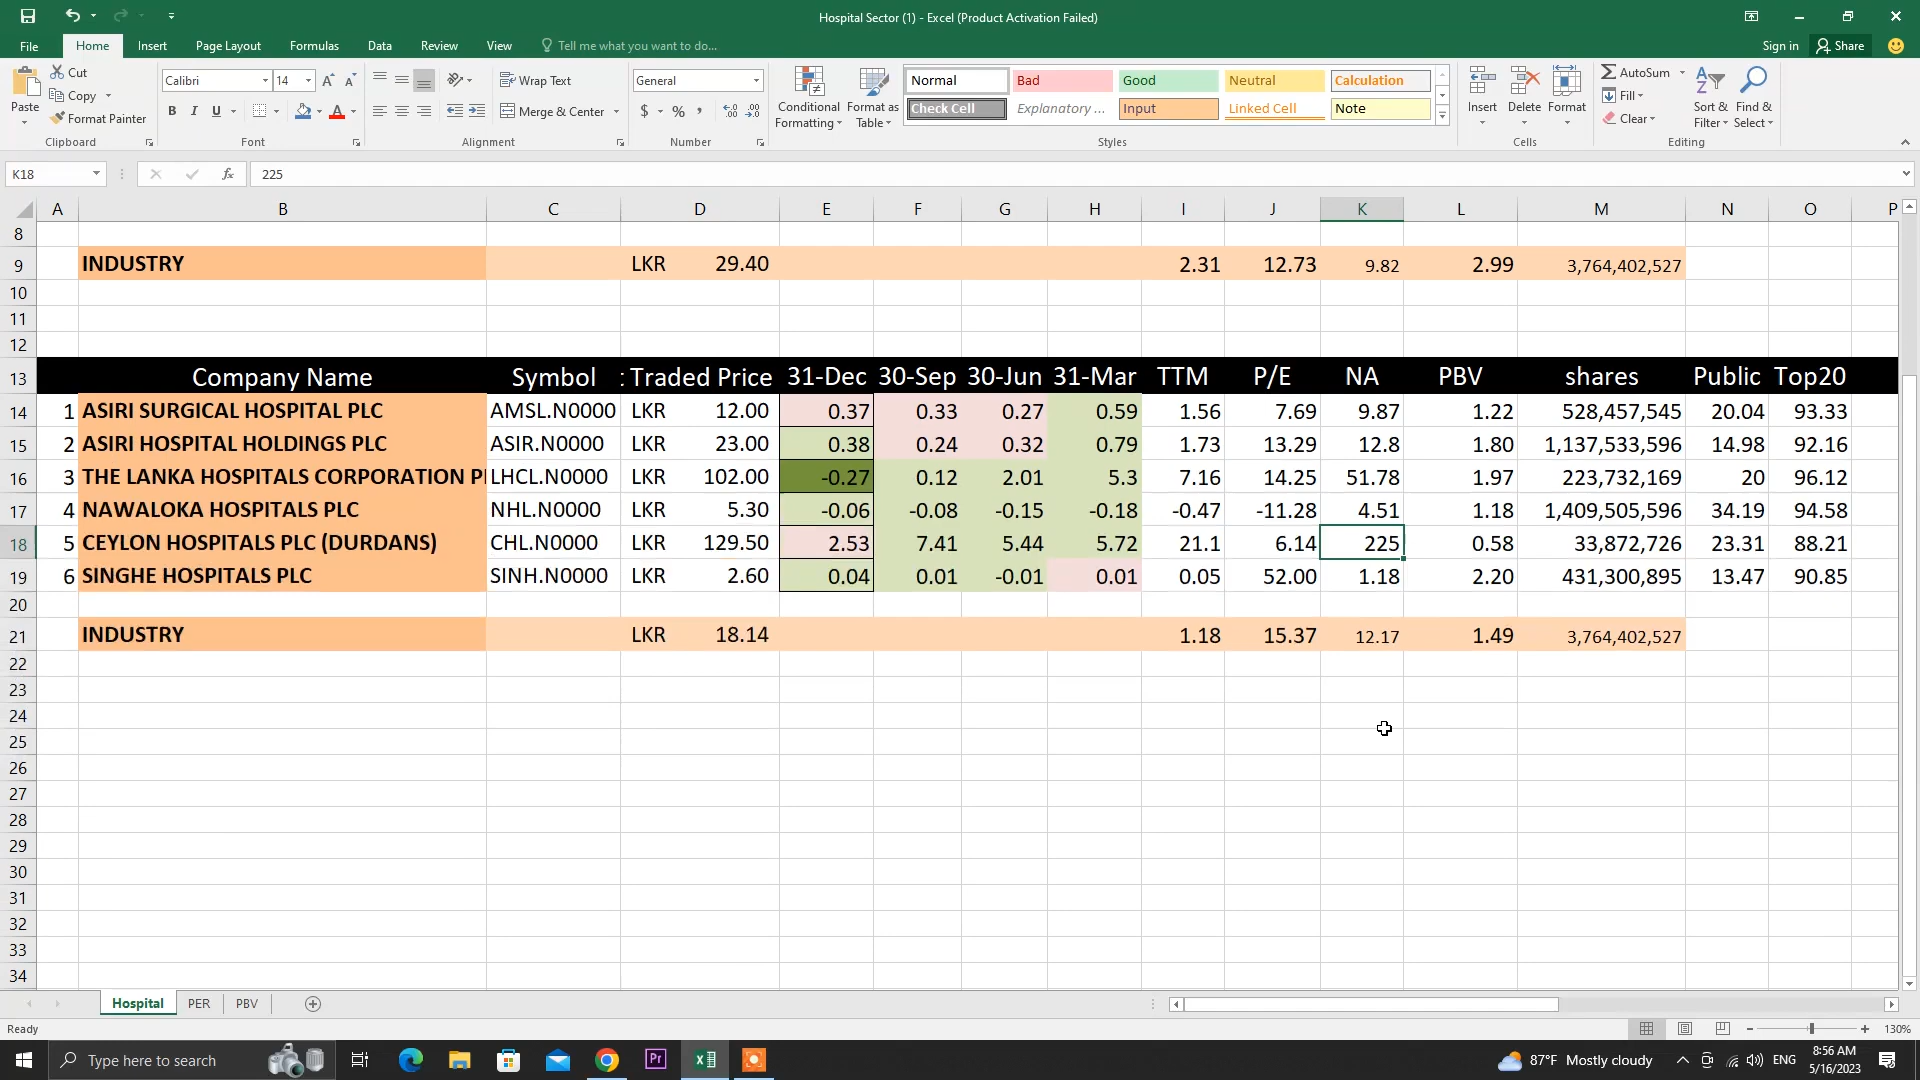 Hospital Sector (1) - Excel (Product Activation Failed)
File Home Insert Page Layout Formulas Data Review View Tell me what you want to do... Sign in Share
Paste Cut Copy Format Painter Clipboard
Calibri 14 A A B I U A Font
Wrap Text Merge & Center Alignment
General $ % , Number
Conditional Formatting Format as Table
Normal Bad Good Neutral Calculation
Check Cell Explanatory ... Input Linked Cell Note
Styles
Insert Delete Format Cells
AutoSum Fill Clear Sort & Filter Find & Select Editing
K18 fx 225
A B C D E F G H I J K L M N O P
8
9 INDUSTRY LKR 29.40 2.31 12.73 9.82 2.99 3,764,402,527
10
11
12
13 Company Name Symbol : Traded Price 31-Dec 30-Sep 30-Jun 31-Mar TTM P/E NA PBV shares Public Top20
14 1 ASIRI SURGICAL HOSPITAL PLC AMSL.N0000 LKR 12.00 0.37 0.33 0.27 0.59 1.56 7.69 9.87 1.22 528,457,545 20.04 93.33
15 2 ASIRI HOSPITAL HOLDINGS PLC ASIR.N0000 LKR 23.00 0.38 0.24 0.32 0.79 1.73 13.29 12.8 1.80 1,137,533,596 14.98 92.16
16 3 THE LANKA HOSPITALS CORPORATION P LHCL.N0000 LKR 102.00 -0.27 0.12 2.01 5.3 7.16 14.25 51.78 1.97 223,732,169 20 96.12
17 4 NAWALOKA HOSPITALS PLC NHL.N0000 LKR 5.30 -0.06 -0.08 -0.15 -0.18 -0.47 -11.28 4.51 1.18 1,409,505,596 34.19 94.58
18 5 CEYLON HOSPITALS PLC (DURDANS) CHL.N0000 LKR 129.50 2.53 7.41 5.44 5.72 21.1 6.14 225 0.58 33,872,726 23.31 88.21
19 6 SINGHE HOSPITALS PLC SINH.N0000 LKR 2.60 0.04 0.01 -0.01 0.01 0.05 52.00 1.18 2.20 431,300,895 13.47 90.85
20
21 INDUSTRY LKR 18.14 1.18 15.37 12.17 1.49 3,764,402,527
22
23
24
25
26
27
28
29
30
31
32
33
34
Hospital PER PBV
Ready 130%
Type here to search Pr 87°F Mostly cloudy ENG 8:56 AM
5/16/2023